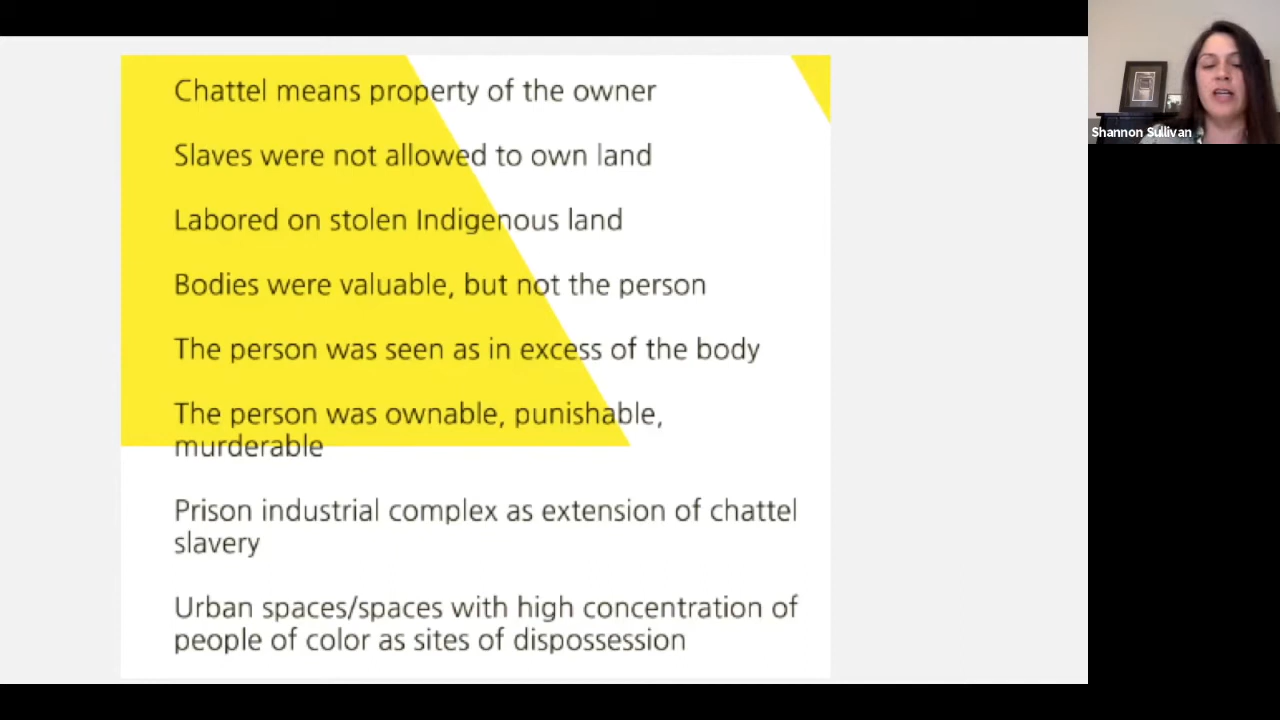 Chattel means property of the owner
Slaves were not allowed to own land
Labored on stolen Indigenous land
Bodies were valuable, but not the person
The person was seen as in excess of the body
The person was ownable, punishable,
murderable
Prison industrial complex as extension of chattel
slavery
Urban spaces/spaces with high concentration of
people of color as sites of dispossession
Shannon Sullivan